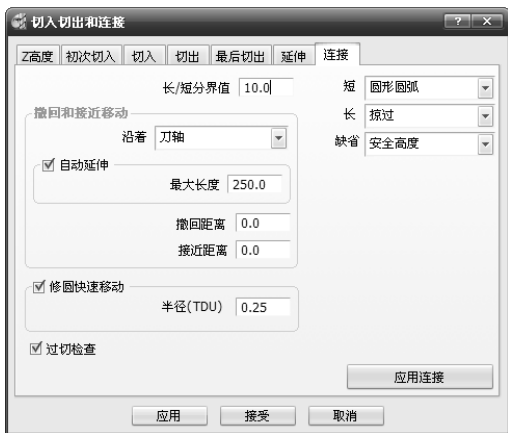 切入切出和连接
Z高度 初次切入 切入 切出 最后切出 延伸 连接
长/短分界值 10.0
短 圆形圆弧
撤回和接近移动
长 掠过
沿着 刀轴
缺省 安全高度
自动延伸
最大长度 250.0
撤回距离 0.0
接近距离 0.0
修圆快速移动
半径(TDU) 0.25
过切检查
应用连接
应用 接受 取消